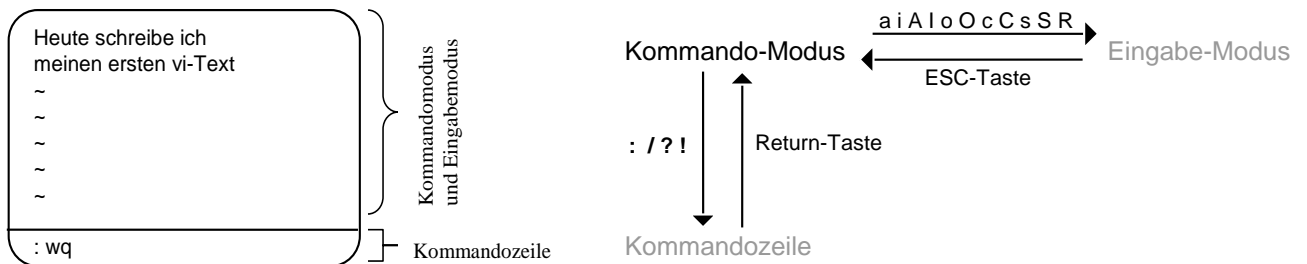 Heute schreibe ich
meinen ersten vi-Text
~
~
~
~
~
: wq
Kommandomodus
und Eingabemodus
Kommandozeile
a i A I o O c C s S R
Kommando-Modus
Eingabe-Modus
ESC-Taste
: / ? !
Return-Taste
Kommandozeile